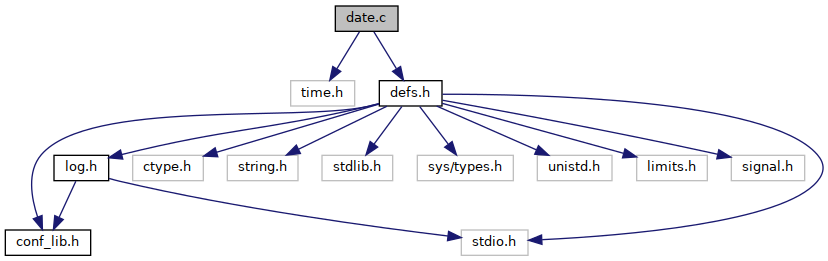 date.c
time.h
defs.h
log.h
ctype.h
string.h
stdlib.h
sys/types.h
unistd.h
limits.h
signal.h
conf_lib.h
stdio.h